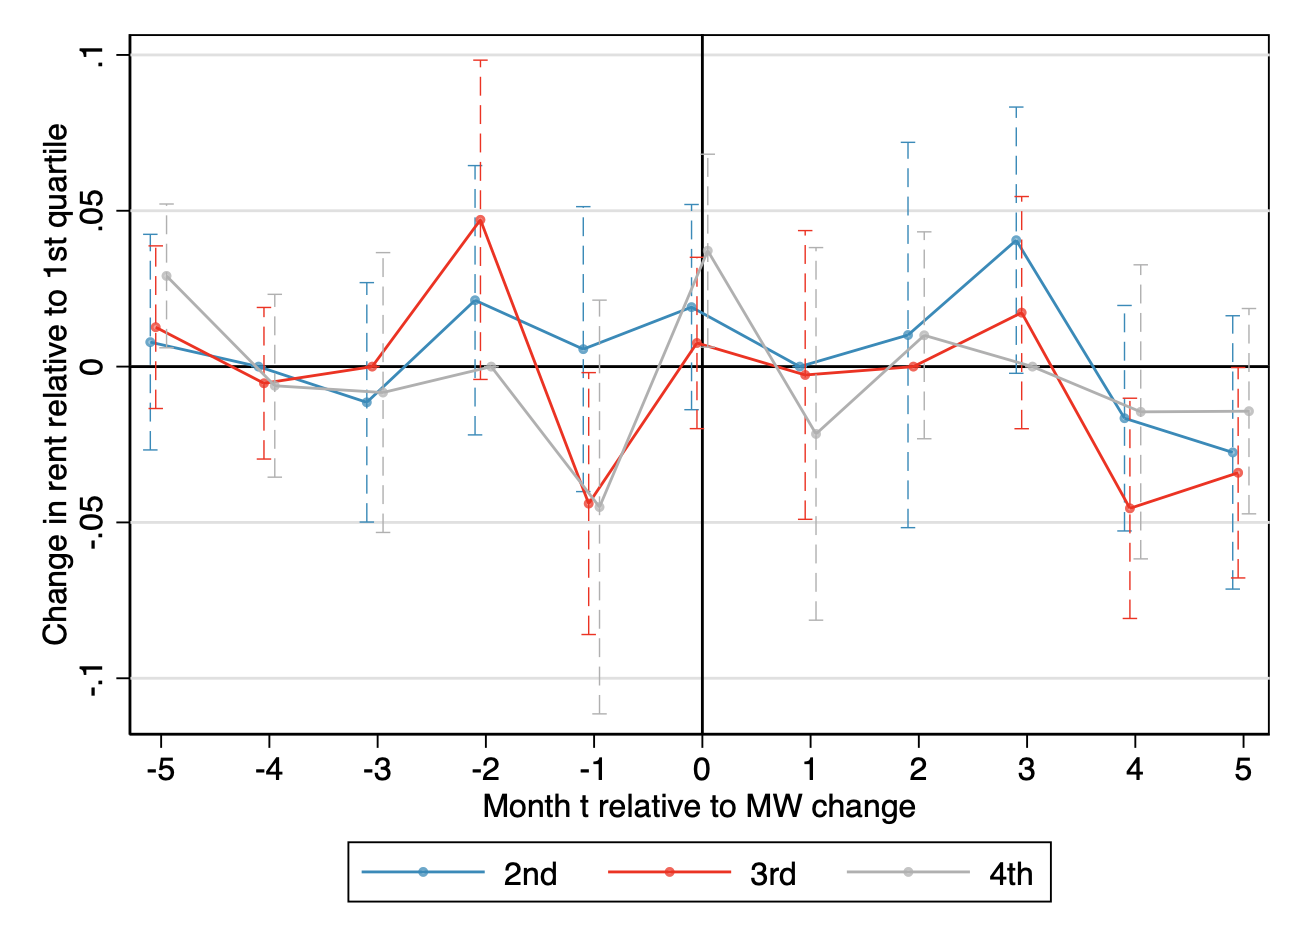 Change in rent relative to 1st quartile
.1
.05
0
-.05
-.1
-5 -4 -3 -2 -1 0 1 2 3 4 5
Month t relative to MW change
2nd 3rd 4th